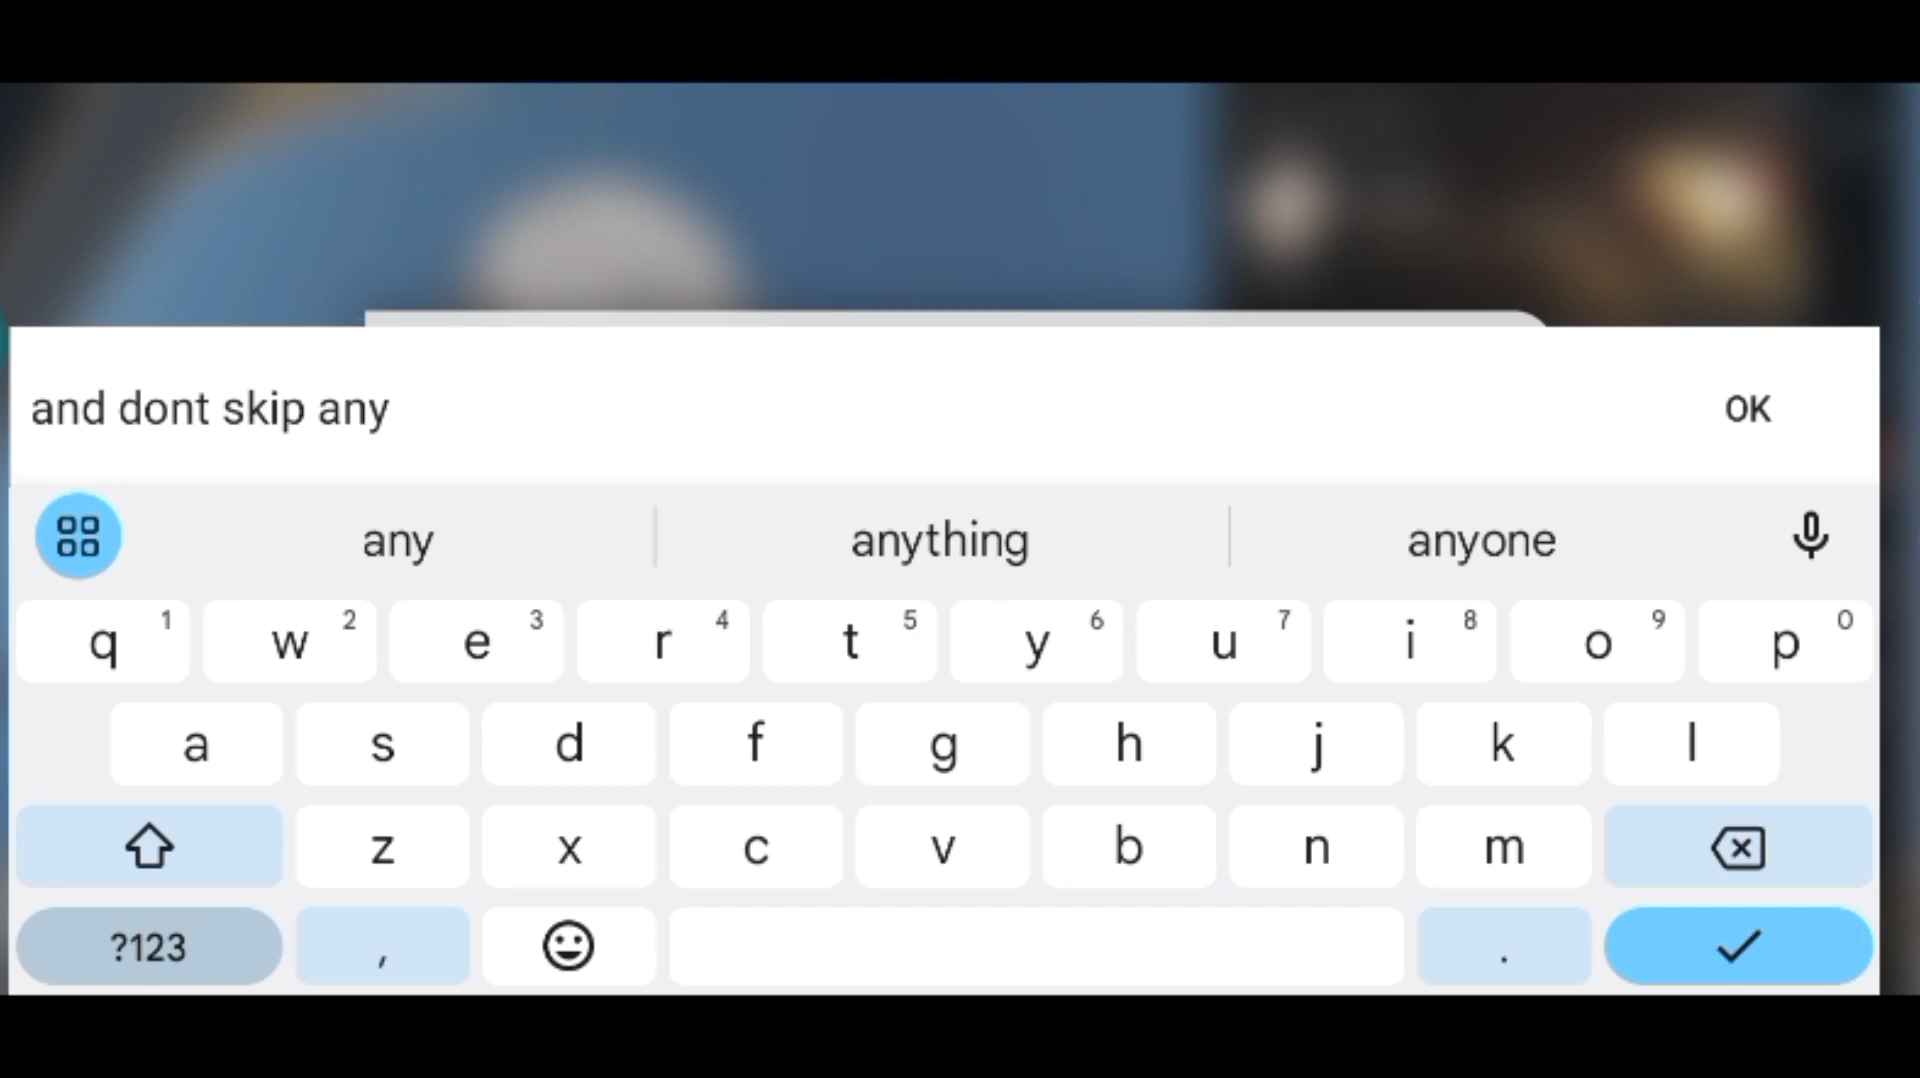 and dont skip any
OK
any anything anyone
q 1 w 2 e 3 r 4 t 5 y 6 u 7 i 8 o 9 p 0
a s d f g h j k l
z x c v b n m
?123 , .